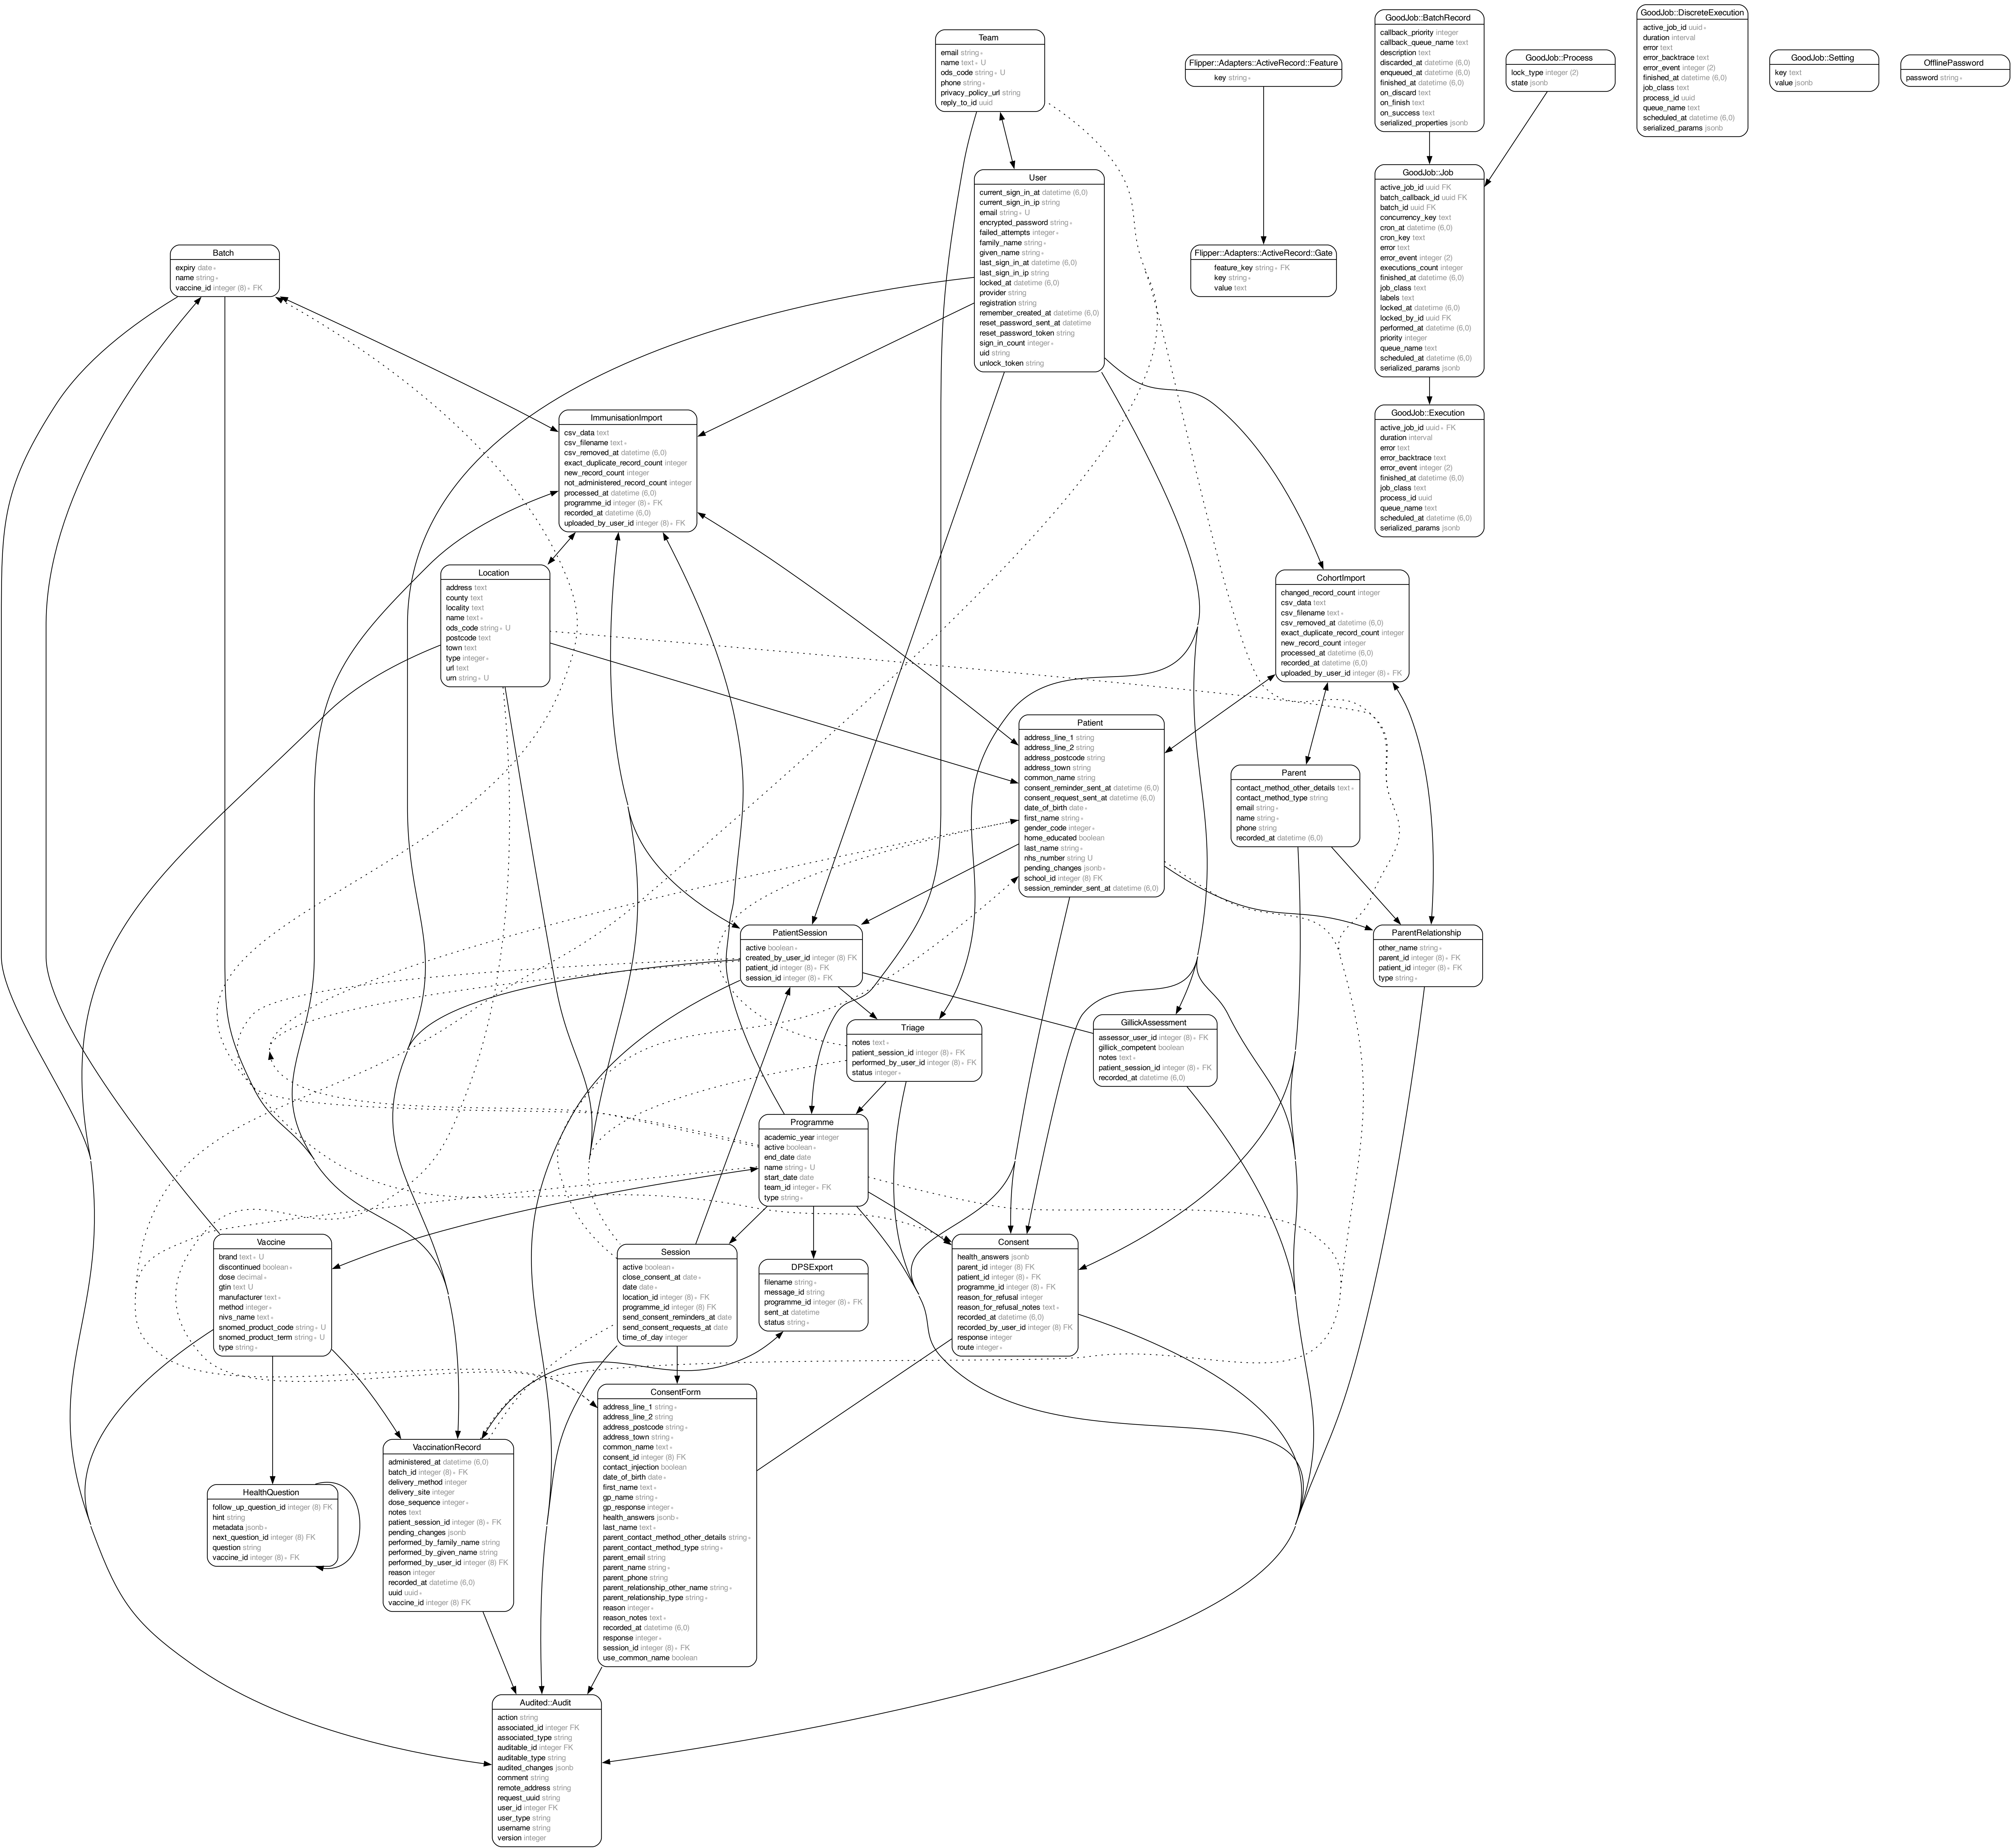 Team
email string ∗
name text ∗ U
ods_code string ∗ U
phone string ∗
privacy_policy_url string
reply_to_id uuid
Flipper::Adapters::ActiveRecord::Feature
key string ∗
GoodJob::BatchRecord
callback_priority integer
callback_queue_name text
description text
discarded_at datetime (6,0)
enqueued_at datetime (6,0)
finished_at datetime (6,0)
on_discard text
on_finish text
on_success text
serialized_properties jsonb
GoodJob::Process
lock_type integer (2)
state jsonb
GoodJob::DiscreteExecution
active_job_id uuid ∗
duration interval
error text
error_backtrace text
error_event integer (2)
finished_at datetime (6,0)
job_class text
process_id uuid
queue_name text
scheduled_at datetime (6,0)
serialized_params jsonb
GoodJob::Setting
key text
value jsonb
OfflinePassword
password string ∗
User
current_sign_in_at datetime (6,0)
current_sign_in_ip string
email string ∗ U
encrypted_password string ∗
failed_attempts integer ∗
family_name string ∗
given_name string ∗
last_sign_in_at datetime (6,0)
last_sign_in_ip string
locked_at datetime (6,0)
provider string
registration string
remember_created_at datetime (6,0)
reset_password_sent_at datetime
reset_password_token string
sign_in_count integer ∗
uid string
unlock_token string
GoodJob::Job
active_job_id uuid FK
batch_callback_id uuid FK
batch_id uuid FK
concurrency_key text
cron_at datetime (6,0)
cron_key text
error text
error_event integer (2)
executions_count integer
finished_at datetime (6,0)
job_class text
labels text
locked_at datetime (6,0)
locked_by_id uuid FK
performed_at datetime (6,0)
priority integer
queue_name text
scheduled_at datetime (6,0)
serialized_params jsonb
Batch
expiry date ∗
name string ∗
vaccine_id integer (8) ∗ FK
Flipper::Adapters::ActiveRecord::Gate
feature_key string ∗ FK
key string ∗
value text
ImmunisationImport
csv_data text
csv_filename text ∗
csv_removed_at datetime (6,0)
exact_duplicate_record_count integer
new_record_count integer
not_administered_record_count integer
processed_at datetime (6,0)
programme_id integer (8) ∗ FK
recorded_at datetime (6,0)
uploaded_by_user_id integer (8) ∗ FK
GoodJob::Execution
active_job_id uuid ∗ FK
duration interval
error text
error_backtrace text
error_event integer (2)
finished_at datetime (6,0)
job_class text
process_id uuid
queue_name text
scheduled_at datetime (6,0)
serialized_params jsonb
Location
address text
county text
locality text
name text ∗
ods_code string ∗ U
postcode text
town text
type integer ∗
url text
urn string ∗ U
CohortImport
changed_record_count integer
csv_data text
csv_filename text ∗
csv_removed_at datetime (6,0)
exact_duplicate_record_count integer
new_record_count integer
processed_at datetime (6,0)
recorded_at datetime (6,0)
uploaded_by_user_id integer (8) ∗ FK
Patient
address_line_1 string
address_line_2 string
address_postcode string
address_town string
common_name string
consent_reminder_sent_at datetime (6,0)
consent_request_sent_at datetime (6,0)
date_of_birth date ∗
first_name string ∗
gender_code integer ∗
home_educated boolean
last_name string ∗
nhs_number string U
pending_changes jsonb ∗
school_id integer (8) FK
session_reminder_sent_at datetime (6,0)
Parent
contact_method_other_details text ∗
contact_method_type string
email string ∗
name string ∗
phone string
recorded_at datetime (6,0)
PatientSession
active boolean ∗
created_by_user_id integer (8) FK
patient_id integer (8) ∗ FK
session_id integer (8) ∗ FK
ParentRelationship
other_name string ∗
parent_id integer (8) ∗ FK
patient_id integer (8) ∗ FK
type string ∗
Triage
notes text ∗
patient_session_id integer (8) ∗ FK
performed_by_user_id integer (8) ∗ FK
status integer ∗
GillickAssessment
assessor_user_id integer (8) ∗ FK
gillick_competent boolean
notes text ∗
patient_session_id integer (8) ∗ FK
recorded_at datetime (6,0)
Programme
academic_year integer
active boolean ∗
end_date date
name string ∗ U
start_date date
team_id integer ∗ FK
type string ∗
Vaccine
brand text ∗ U
discontinued boolean ∗
dose decimal ∗
gtin text U
manufacturer text ∗
method integer ∗
nivs_name text ∗
snomed_product_code string ∗ U
snomed_product_term string ∗ U
type string ∗
Session
active boolean ∗
close_consent_at date ∗
date date ∗
location_id integer (8) ∗ FK
programme_id integer (8) FK
send_consent_reminders_at date
send_consent_requests_at date
time_of_day integer
DPSExport
filename string ∗
message_id string
programme_id integer (8) ∗ FK
sent_at datetime
status string ∗
Consent
health_answers jsonb
parent_id integer (8) FK
patient_id integer (8) ∗ FK
programme_id integer (8) ∗ FK
reason_for_refusal integer
reason_for_refusal_notes text ∗
recorded_at datetime (6,0)
recorded_by_user_id integer (8) FK
response integer
route integer ∗
ConsentForm
address_line_1 string ∗
address_line_2 string
address_postcode string ∗
address_town string ∗
common_name text ∗
consent_id integer (8) FK
contact_injection boolean
date_of_birth date ∗
first_name text ∗
gp_name string ∗
gp_response integer ∗
health_answers jsonb ∗
last_name text ∗
parent_contact_method_other_details string ∗
parent_contact_method_type string ∗
parent_email string
parent_name string ∗
parent_phone string
parent_relationship_other_name string ∗
parent_relationship_type string ∗
reason integer ∗
reason_notes text ∗
recorded_at datetime (6,0)
response integer ∗
session_id integer (8) ∗ FK
use_common_name boolean
VaccinationRecord
administered_at datetime (6,0)
batch_id integer (8) ∗ FK
delivery_method integer
delivery_site integer
dose_sequence integer ∗
notes text
patient_session_id integer (8) ∗ FK
pending_changes jsonb
performed_by_family_name string
performed_by_given_name string
performed_by_user_id integer (8) FK
reason integer
recorded_at datetime (6,0)
uuid uuid ∗
vaccine_id integer (8) FK
HealthQuestion
follow_up_question_id integer (8) FK
hint string
metadata jsonb ∗
next_question_id integer (8) FK
question string
vaccine_id integer (8) ∗ FK
Audited::Audit
action string
associated_id integer FK
associated_type string
auditable_id integer FK
auditable_type string
audited_changes jsonb
comment string
remote_address string
request_uuid string
user_id integer FK
user_type string
username string
version integer